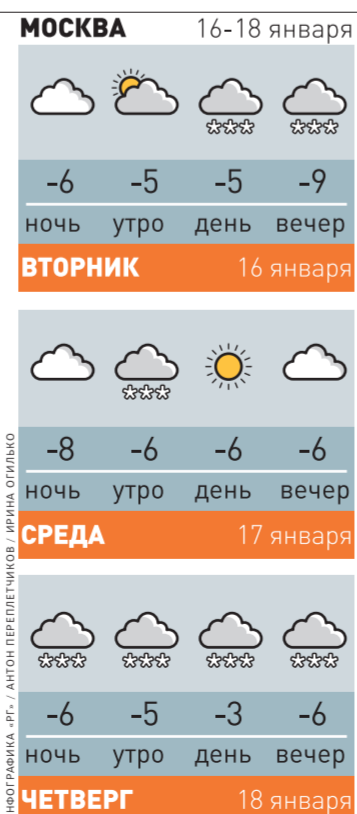 МОСКВА 16-18 января
-6 -5 -5 -9
ночь утро день вечер
ВТОРНИК 16 января
-8 -6 -6 -6
ночь утро день вечер
СРЕДА 17 января
-6 -5 -3 -6
ночь утро день вечер
ЧЕТВЕРГ 18 января
НФОГРАФИКА «РГ» / АНТОН ПЕРЕПЛЕТЧИКОВ / ИРИНА ОГИЛЬКО